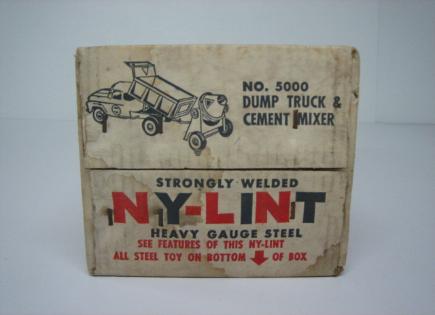 NO. 5000
DUMP TRUCK &
CEMENT MIXER
STRONGLY WELDED
NY-LINT
HEAVY GAUGE STEEL
SEE FEATURES OF THIS NY-LINT
ALL STEEL TOY ON BOTTOM OF BOX